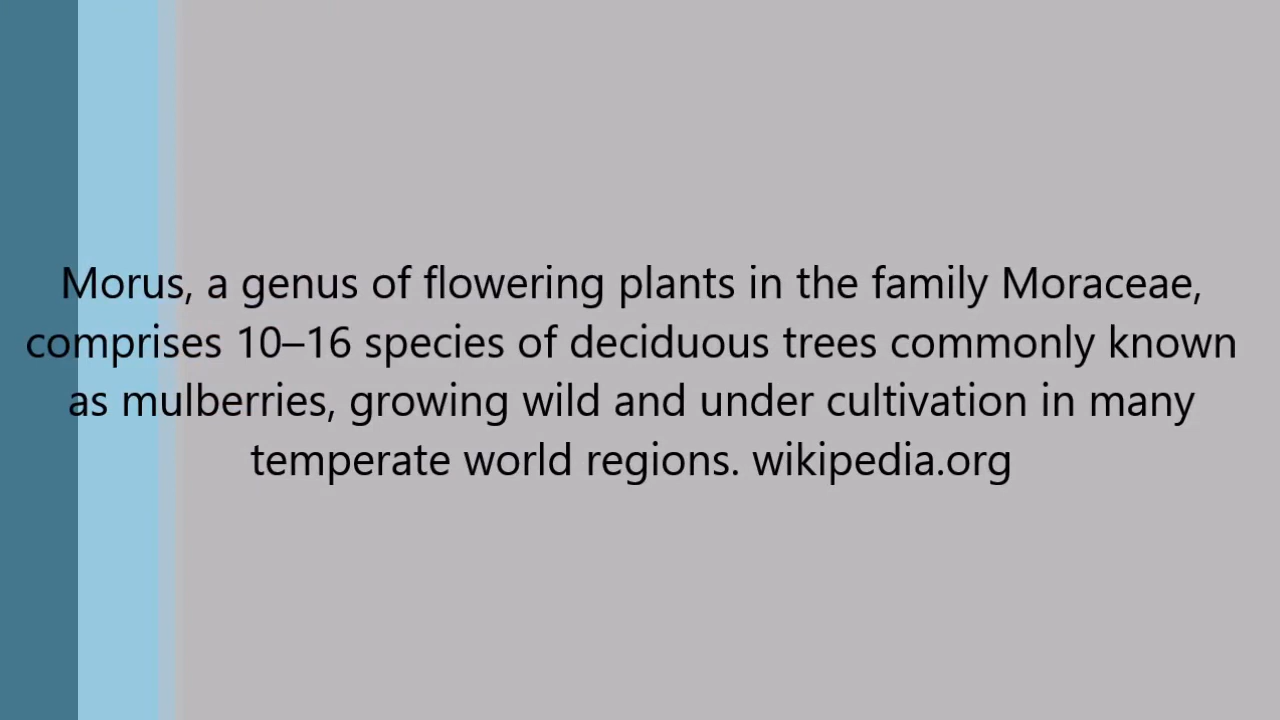 Morus, a genus of flowering plants in the family Moraceae,
comprises 10–16 species of deciduous trees commonly known
as mulberries, growing wild and under cultivation in many
temperate world regions. wikipedia.org